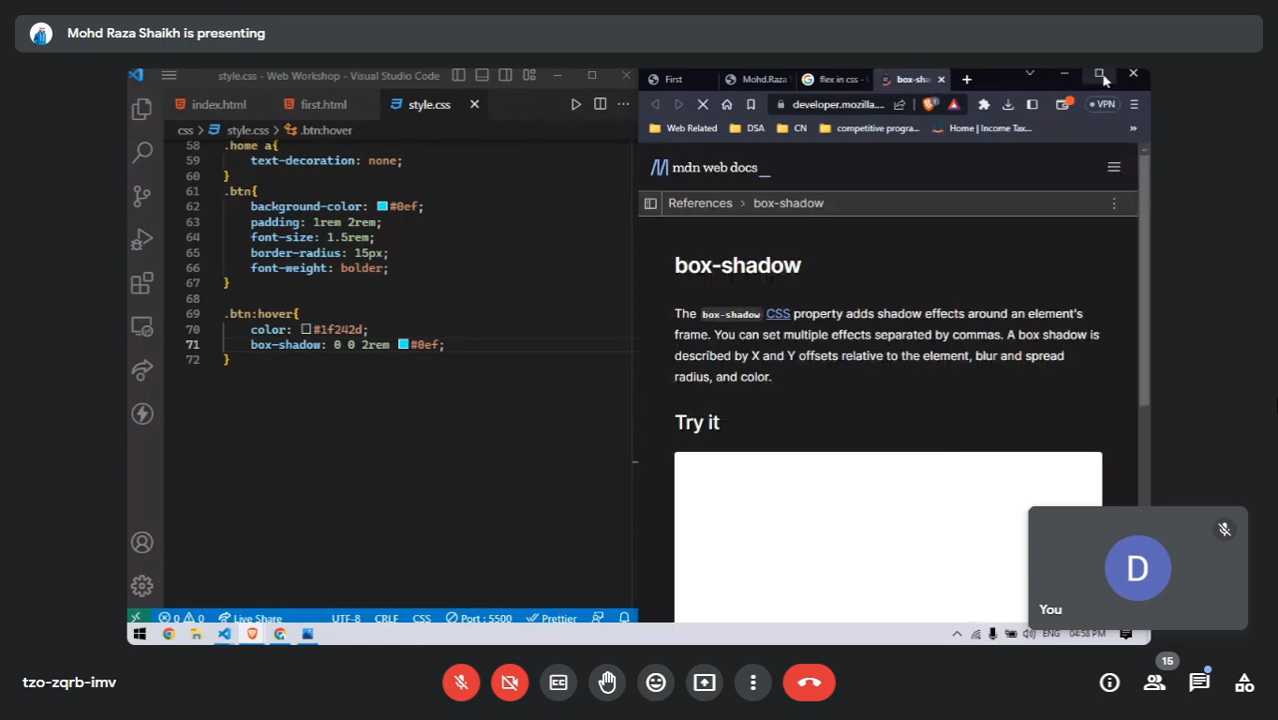 Mohd Raza Shaikh is presenting
style.css - Web Workshop - Visual Studio Code
index.html
first.html
style.css
css > style.css > .btn:hover
58 .home a{
59 text-decoration: none;
60 }
61 .btn{
62 background-color: #0ef;
63 padding: 1rem 2rem;
64 font-size: 1.5rem;
65 border-radius: 15px;
66 font-weight: bolder;
67 }
68
69 .btn:hover{
70 color: #1f242d;
71 box-shadow: 0 0 2rem #0ef;
72 }
0 0 Live Share UTF-8 CRLF CSS Port : 5500 Prettier
First
Mohd.Raza S
flex in css -
box-sha
developer.mozilla...
VPN
Web Related
DSA
CN
competitive progra...
Home | Income Tax...
»
mdn web docs_
References > box-shadow
box-shadow
The box-shadow CSS property adds shadow effects around an element's
frame. You can set multiple effects separated by commas. A box shadow is
described by X and Y offsets relative to the element, blur and spread
radius, and color.
Try it
D
You
ENG 04:58 PM
tzo-zqrb-imv
15